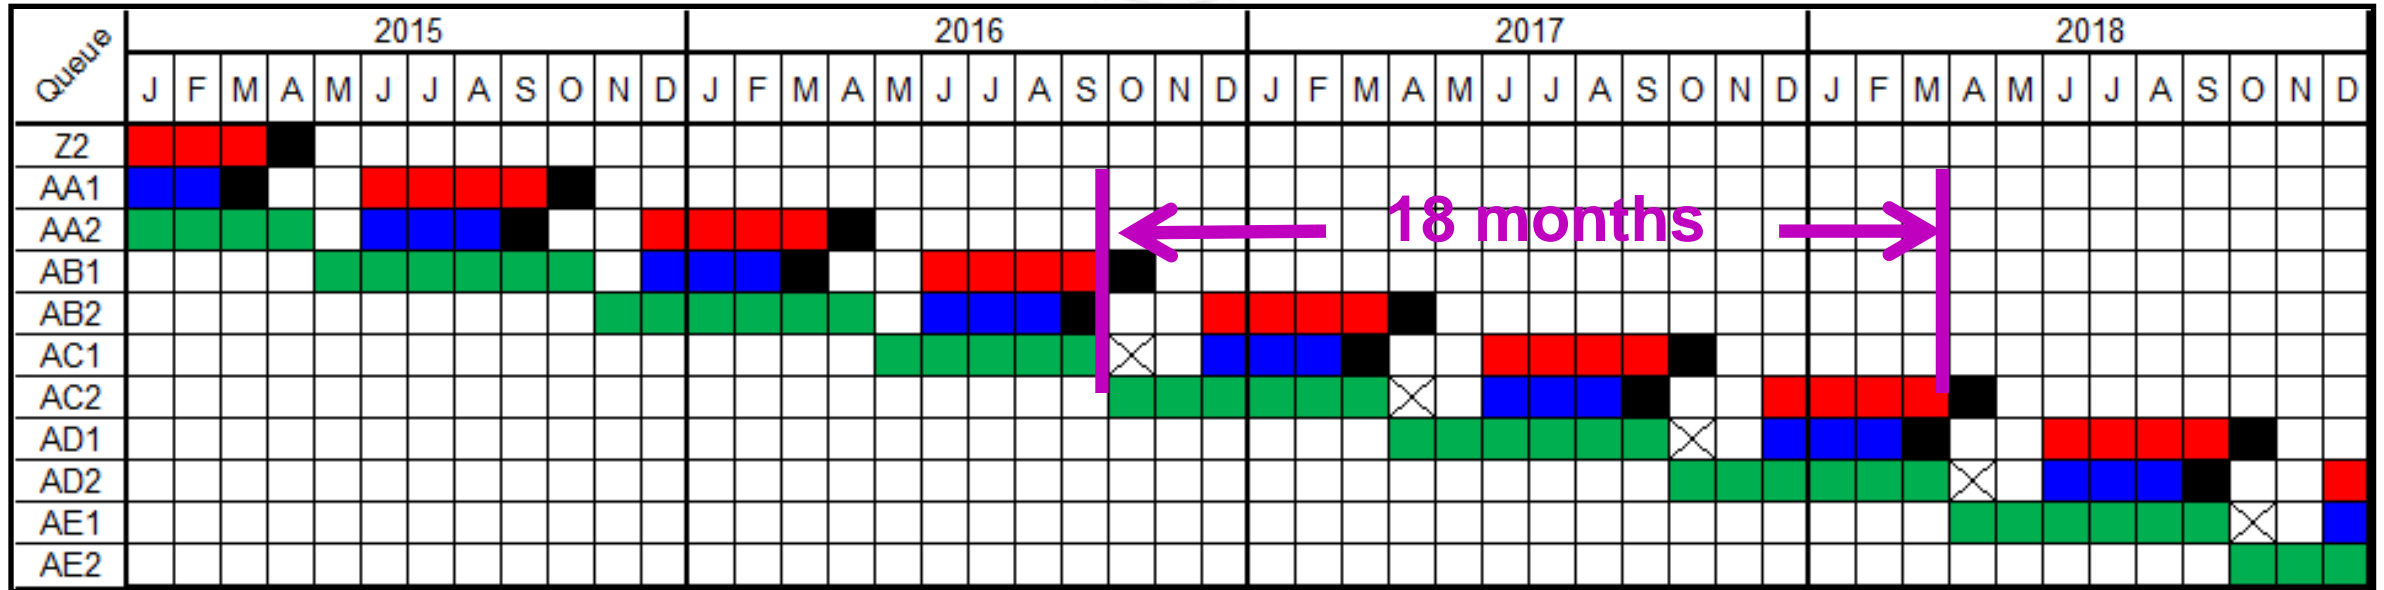 Queue 2015 2016 2017 2018
J F M A M J J A S O N D J F M A M J J A S O N D J F M A M J J A S O N D J F M A M J J A S O N D
Z2
AA1
AA2 18 months
AB1
AB2
AC1
AC2
AD1
AD2
AE1
AE2